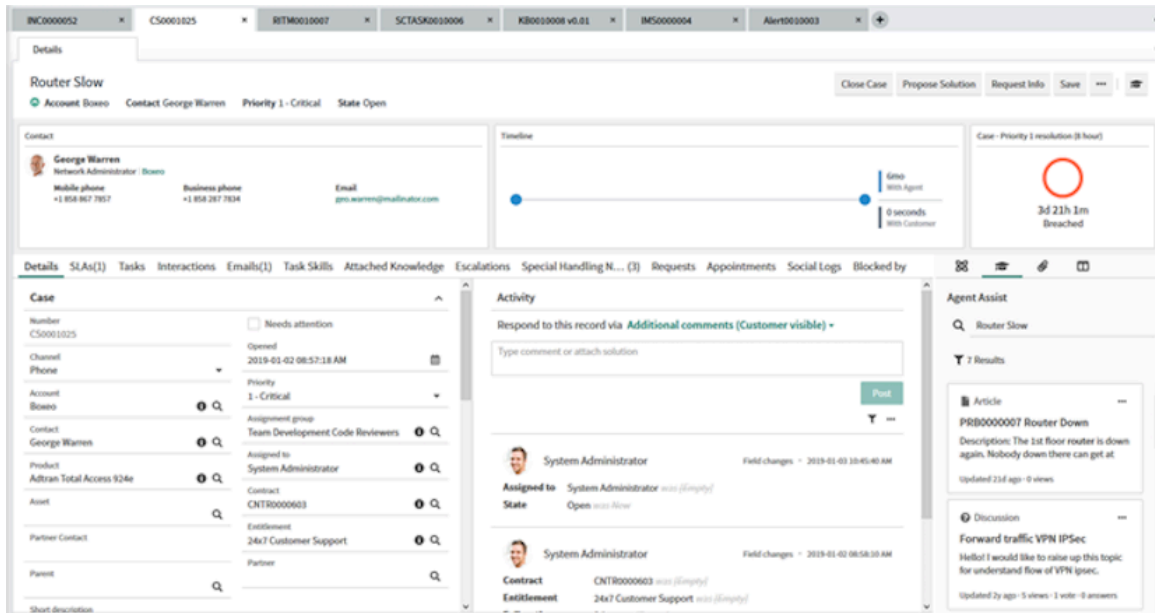 INC0000052 × CS0001025 × RITM0010007 × SCTASK0010006 × KB0010008 v0.01 × IMS0000004 × Alert0010003 × +
Details
Router Slow
Account Boxeo Contact George Warren Priority 1 - Critical State Open
Close Case Propose Solution Request Info Save •••
Contact
George Warren
Network Administrator Boxeo
Mobile phone Business phone Email
+1 858 867 7857 +1 858 287 7834 geo.warren@mailinator.com
Timeline
6mo
With Agent
0 seconds
With Customer
Case - Priority 1 resolution (8 hour)
3d 21h 1m
Breached
Details SLAs(1) Tasks Interactions Emails(1) Task Skills Attached Knowledge Escalations Special Handling N... (3) Requests Appointments Social Logs Blocked by
Case
Number
CS0001025
Channel
Phone
Account
Boxeo
Contact
George Warren
Product
Adtran Total Access 924e
Asset
Partner Contact
Parent
Short description
Needs attention
Opened
2019-01-02 08:57:18 AM
Priority
1 - Critical
Assignment group
Team Development Code Reviewers
Assigned to
System Administrator
Contract
CNTR0000603
Entitlement
24x7 Customer Support
Partner
Activity
Respond to this record via Additional comments (Customer visible)
Type comment or attach solution
Post
System Administrator Field changes • 2019-01-03 10:45:40 AM
Assigned to System Administrator was [Empty]
State Open was New
System Administrator Field changes • 2019-01-02 08:58:10 AM
Contract CNTR0000603 was [Empty]
Entitlement 24x7 Customer Support was [Empty]
Agent Assist
Router Slow
7 Results
Article •••
PRB0000007 Router Down
Description: The 1st floor router is down
again. Nobody down there can get at
Updated 21d ago · 0 views
Discussion •••
Forward traffic VPN IPSec
Hello! I would like to raise up this topic
for understand flow of VPN ipsec.
Updated 2y ago · 5 views · 1 vote · 0 answers